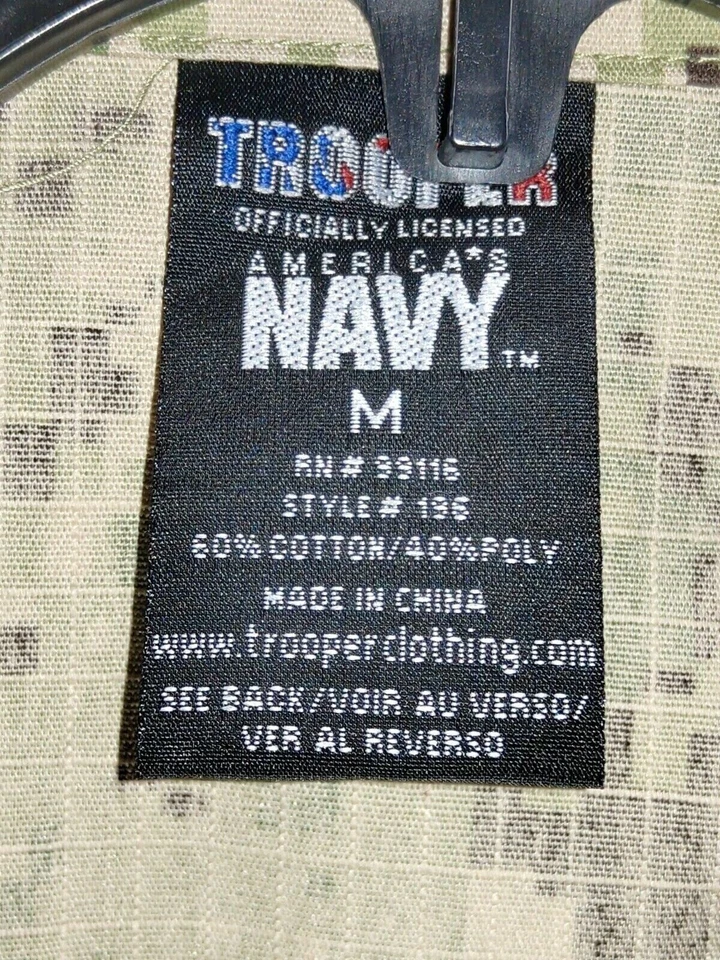 TROOPER
OFFICIALLY LICENSED
AMERICA*S
NAVY™
M
RN # 99116
STYLE # 196
60% COTTON/40% POLY
MADE IN CHINA
www.trooperclothing.com
SEE BACK/VOIR AU VERSO/
VER AL REVERSO